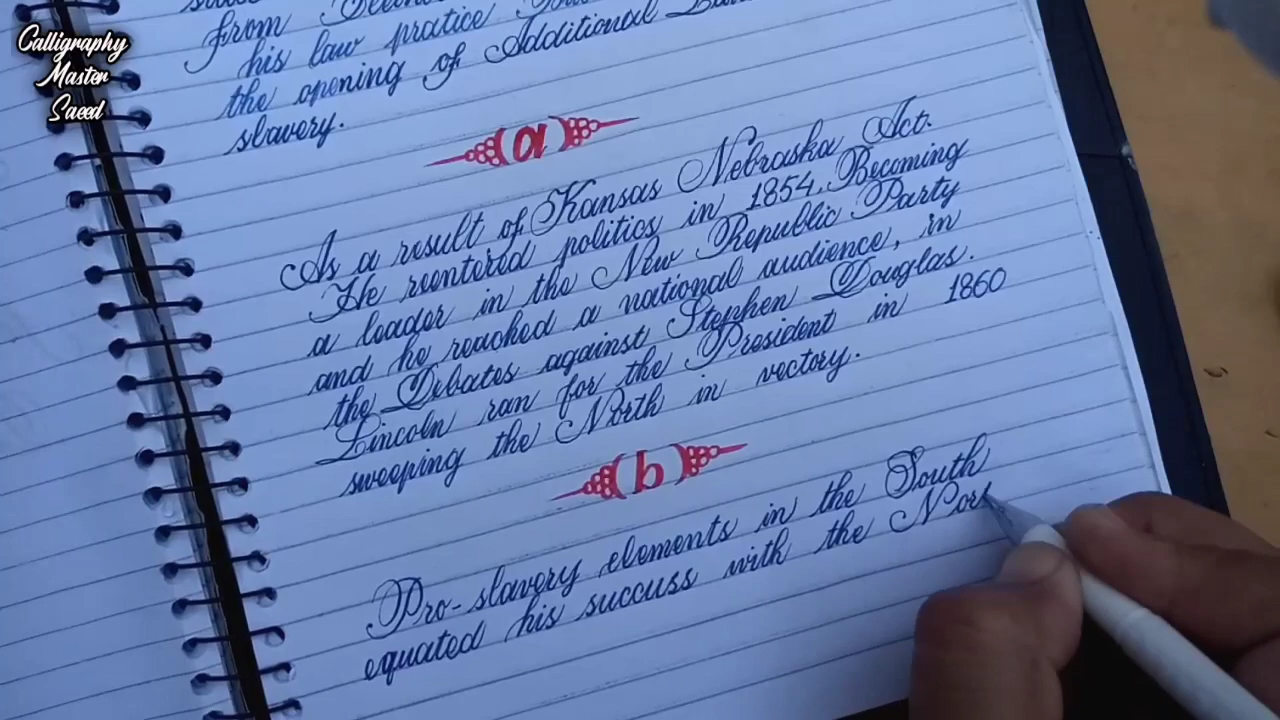 Calligraphy
Master
Saeed
from
his law pratice
the opening of Additional
slavery.
(a)
As a result of Kansas Nebraska Act.
He reentered politics in 1854. Becoming
a leader in the New Republic Party
and he reached a national audience, in
the Debates against Stephen Douglas.
Lincoln ran for the President in 1860
sweeping the North in vectory.
(b)
Pro-slavery elements in the South
equated his succuss with the